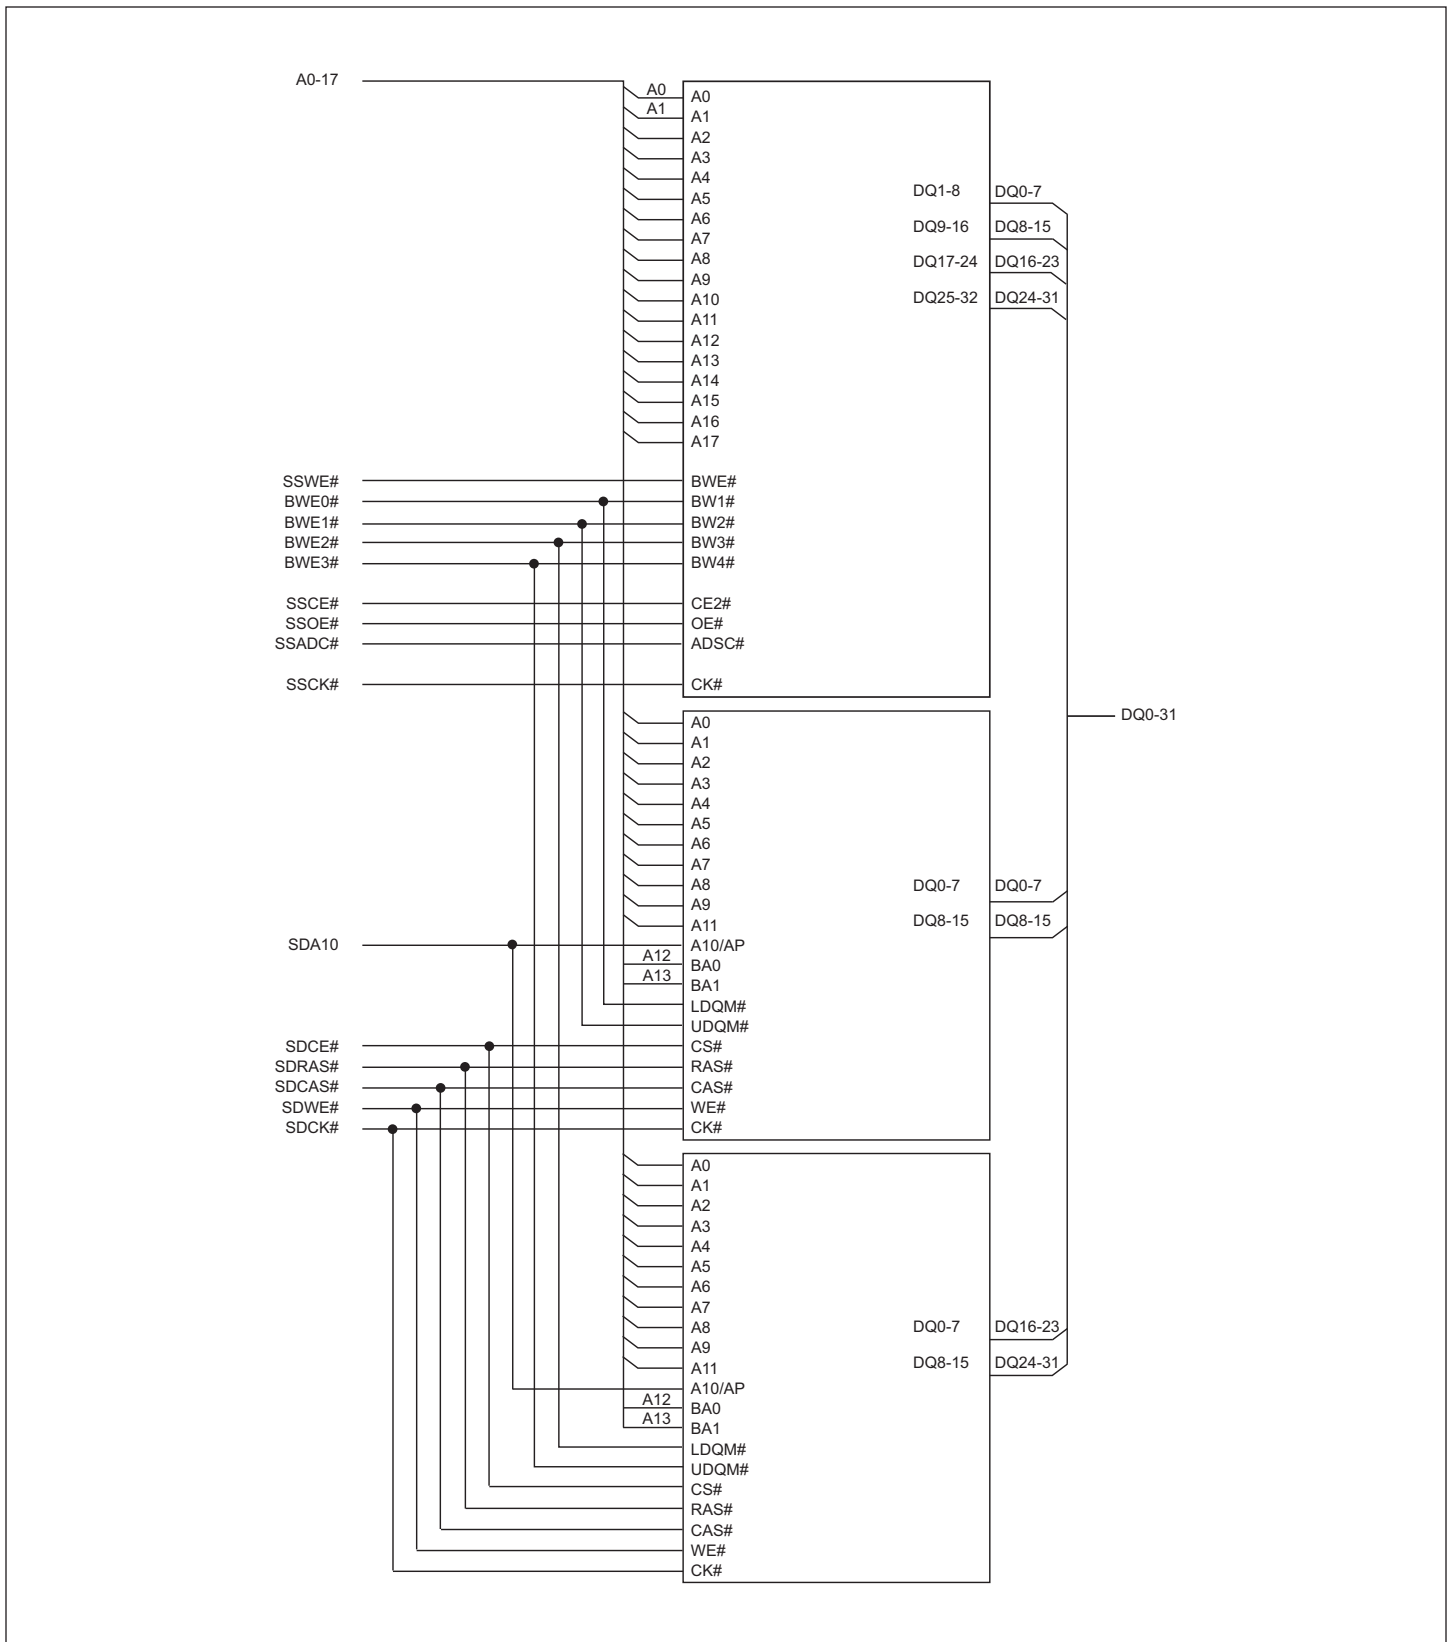 A0-17
A0 A0
A1 A1
A2
A3
A4
A5 DQ1-8 DQ0-7
A6
A7 DQ9-16 DQ8-15
A8 DQ17-24 DQ16-23
A9
A10 DQ25-32 DQ24-31
A11
A12
A13
A14
A15
A16
A17
SSWE# BWE#
BWE0# BW1#
BWE1# BW2#
BWE2# BW3#
BWE3# BW4#
SSCE# CE2#
SSOE# OE#
SSADC# ADSC#
SSCK# CK#
DQ0-31
A0
A1
A2
A3
A4
A5
A6
A7
A8 DQ0-7 DQ0-7
A9
A11 DQ8-15 DQ8-15
SDA10 A10/AP
A12 BA0
A13 BA1
LDQM#
UDQM#
SDCE# CS#
SDRAS# RAS#
SDCAS# CAS#
SDWE# WE#
SDCK# CK#
A0
A1
A2
A3
A4
A5
A6
A7
A8 DQ0-7 DQ16-23
A9
A11 DQ8-15 DQ24-31
A10/AP
A12 BA0
A13 BA1
LDQM#
UDQM#
CS#
RAS#
CAS#
WE#
CK#